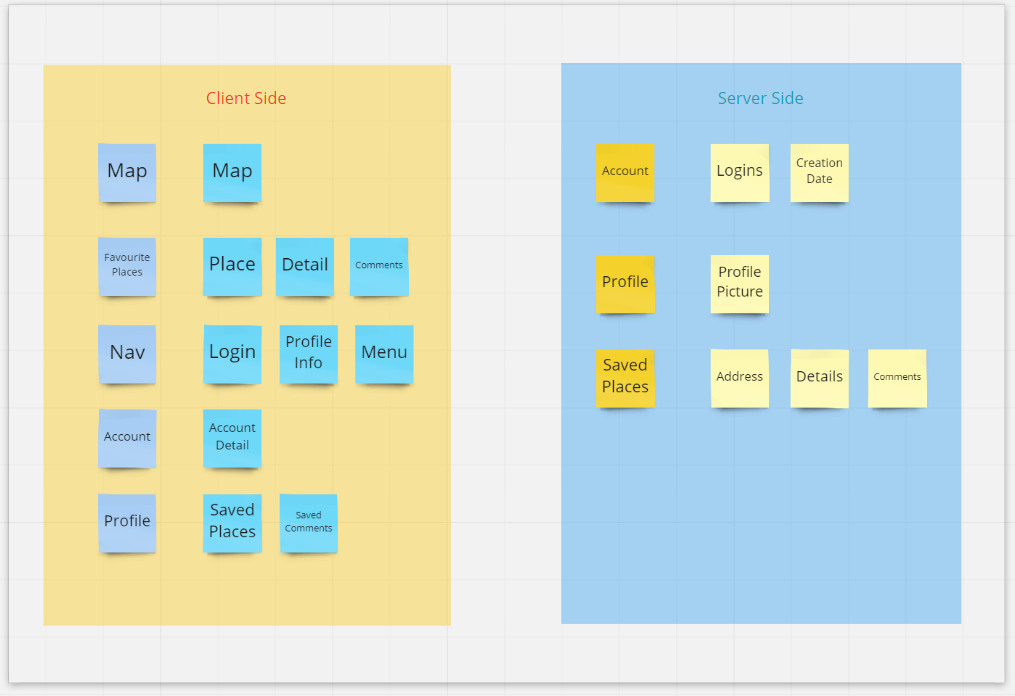 Client Side
Map
Map
Favourite
Places
Place
Detail
Comments
Nav
Login
Profile
Info
Menu
Account
Account
Detail
Profile
Saved
Places
Saved
Comments
Server Side
Account
Logins
Creation
Date
Profile
Profile
Picture
Saved
Places
Address
Details
Comments